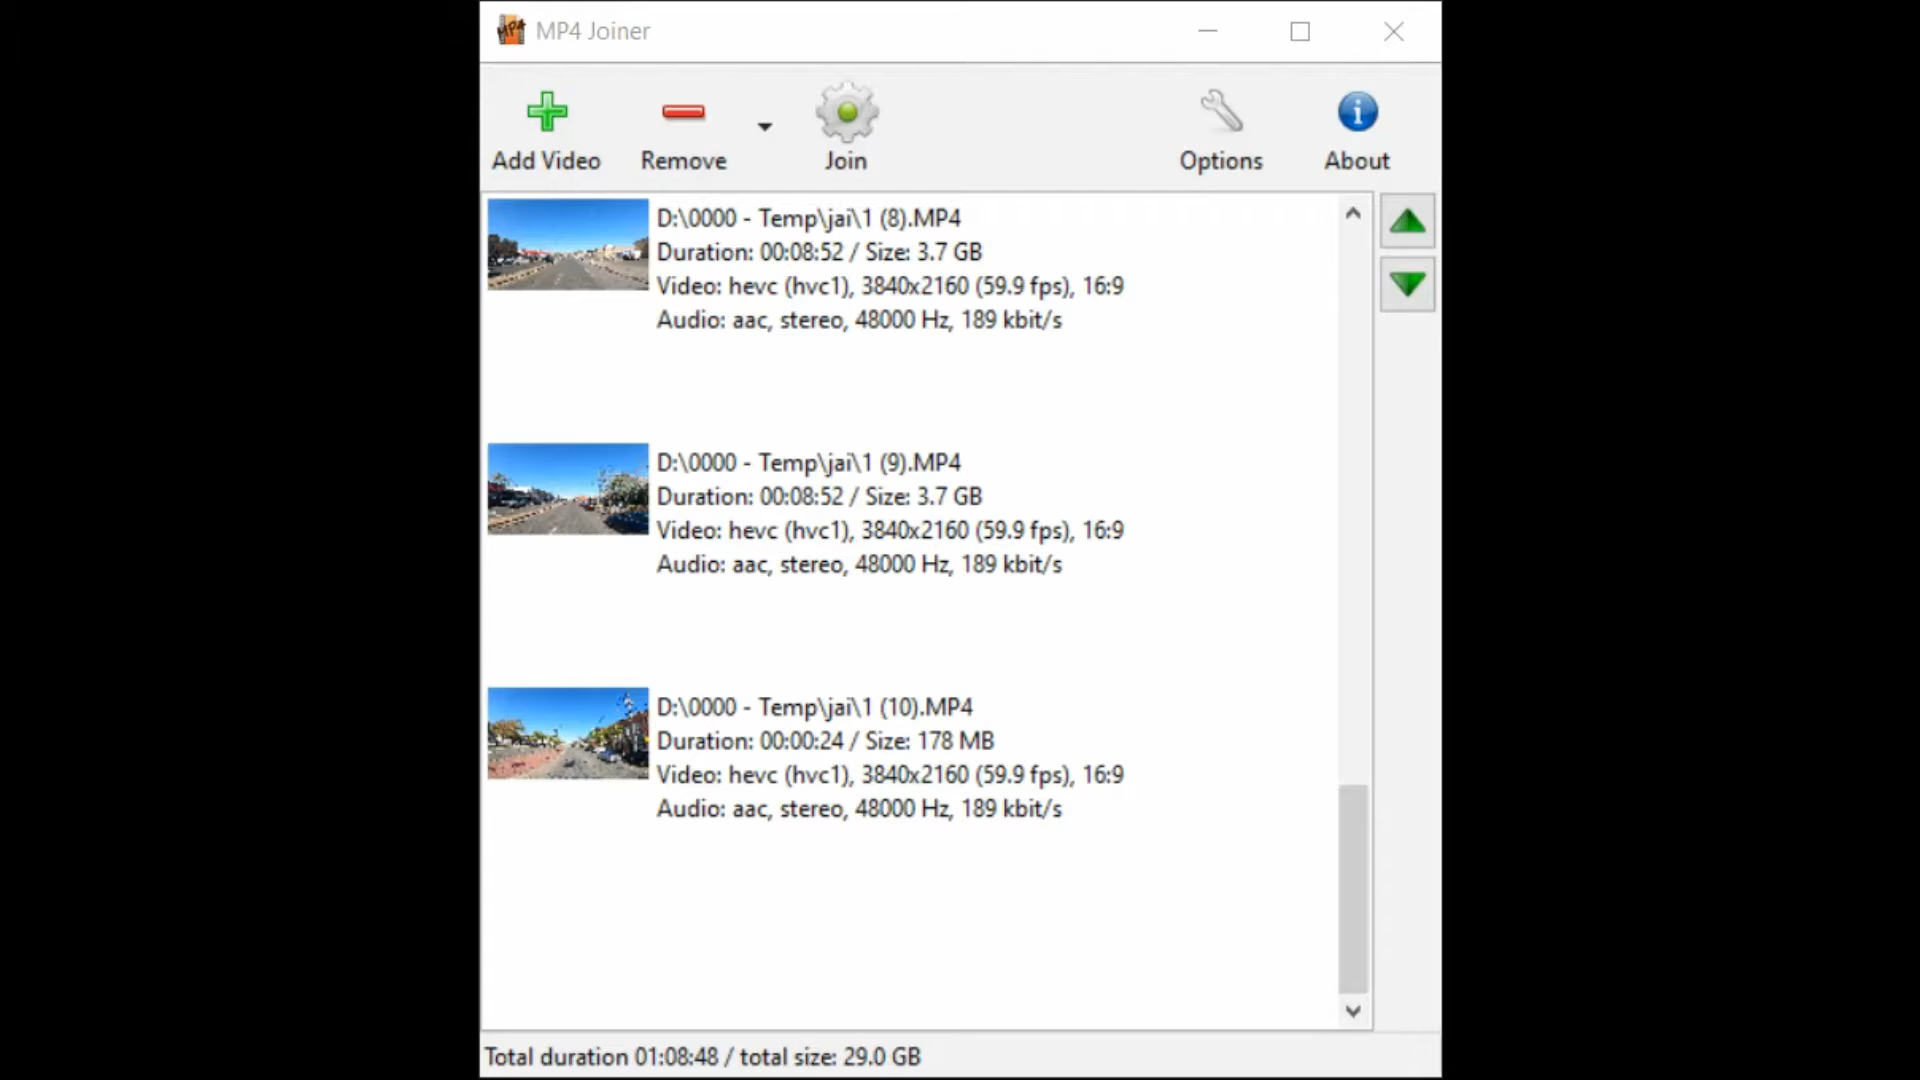 MP4 Joiner
Add Video
Remove
Join
Options
About
D:\0000 - Temp\jai\1 (8).MP4
Duration: 00:08:52 / Size: 3.7 GB
Video: hevc (hvc1), 3840x2160 (59.9 fps), 16:9
Audio: aac, stereo, 48000 Hz, 189 kbit/s
D:\0000 - Temp\jai\1 (9).MP4
Duration: 00:08:52 / Size: 3.7 GB
Video: hevc (hvc1), 3840x2160 (59.9 fps), 16:9
Audio: aac, stereo, 48000 Hz, 189 kbit/s
D:\0000 - Temp\jai\1 (10).MP4
Duration: 00:00:24 / Size: 178 MB
Video: hevc (hvc1), 3840x2160 (59.9 fps), 16:9
Audio: aac, stereo, 48000 Hz, 189 kbit/s
Total duration 01:08:48 / total size: 29.0 GB